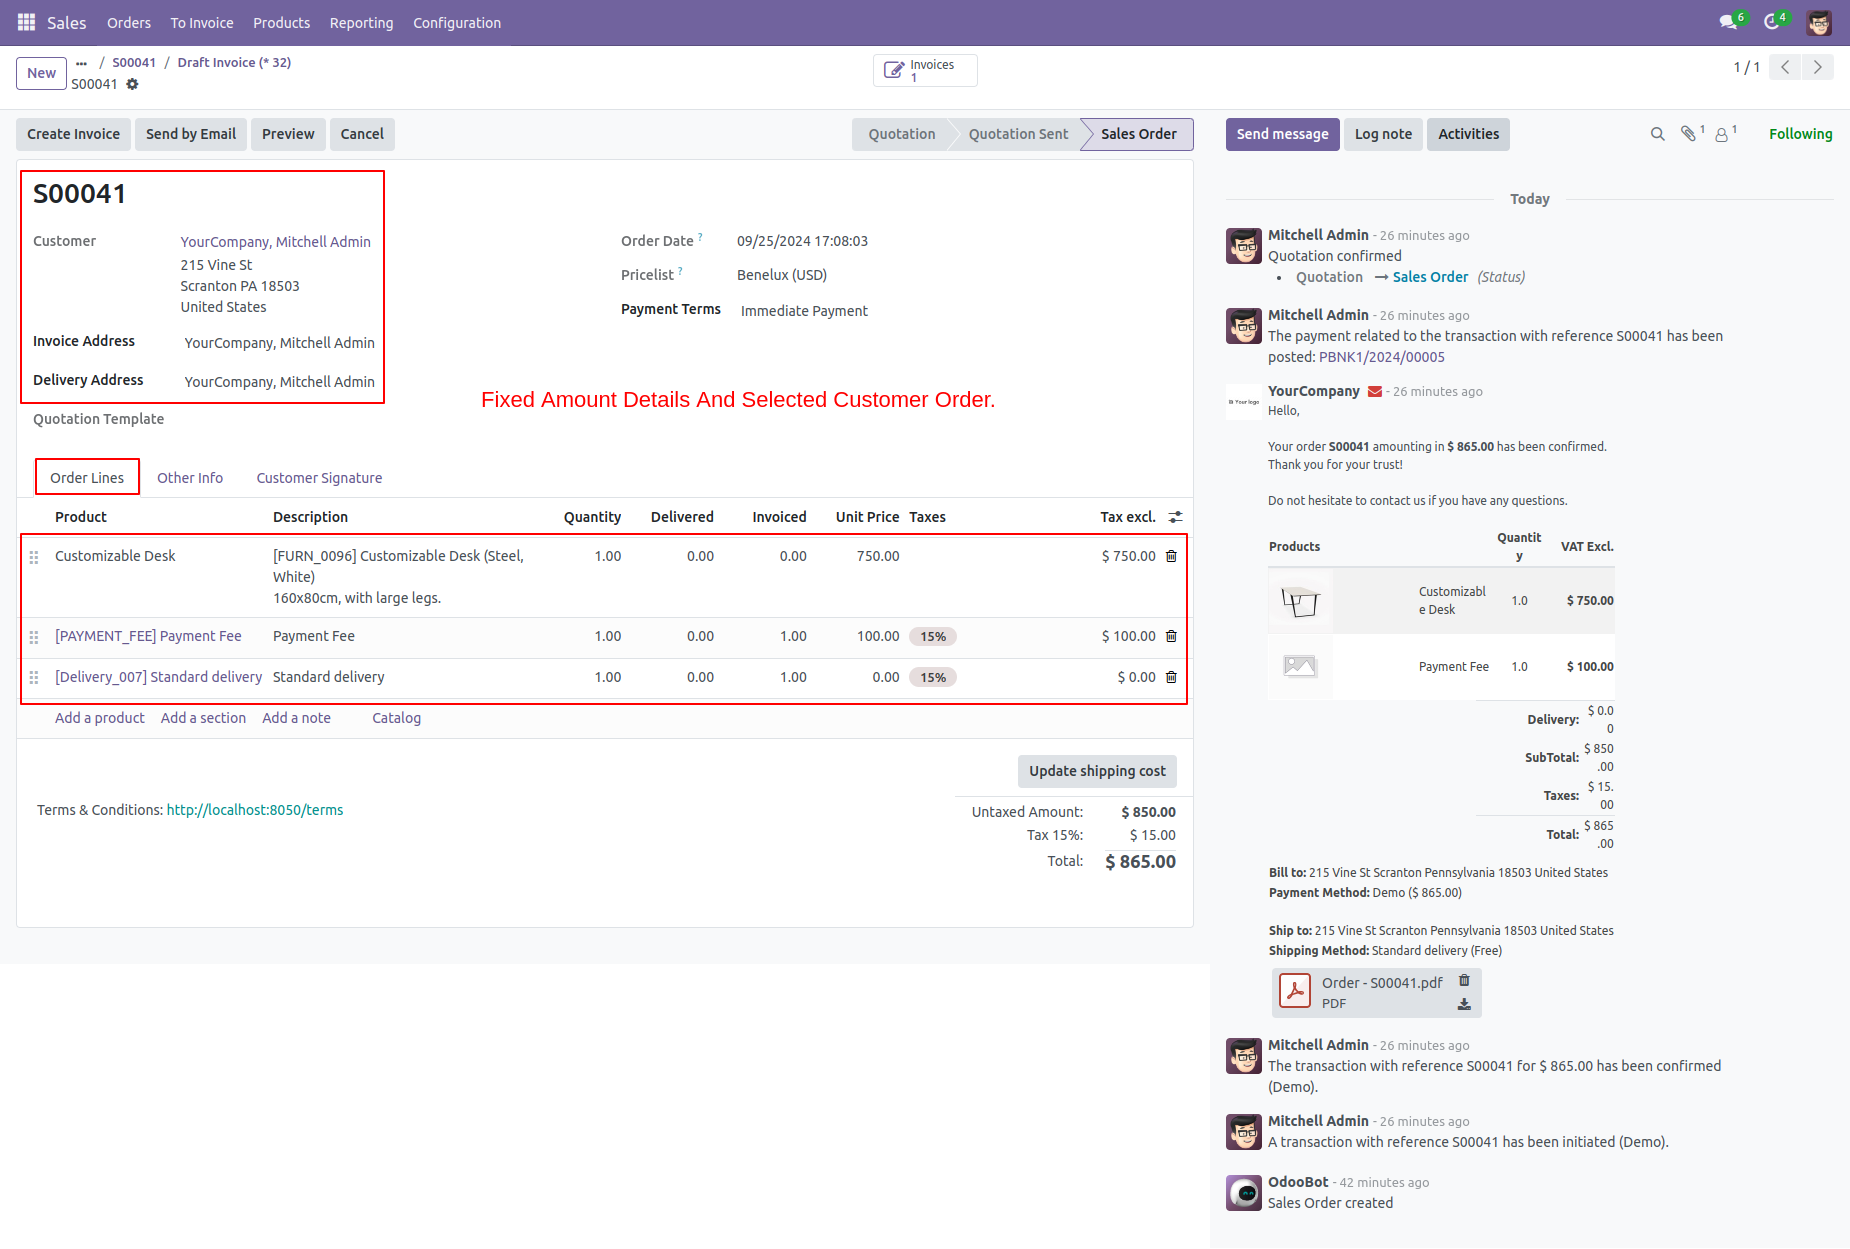 Sales Orders To Invoice Products Reporting Configuration 6 4
New ... / S00041 / Draft Invoice (* 32)
S00041
Invoices
1
1 / 1
Create Invoice Send by Email Preview Cancel
Quotation Quotation Sent Sales Order
S00041
Customer YourCompany, Mitchell Admin
215 Vine St
Scranton PA 18503
United States
Invoice Address YourCompany, Mitchell Admin
Delivery Address YourCompany, Mitchell Admin
Quotation Template
Order Date ? 09/25/2024 17:08:03
Pricelist ? Benelux (USD)
Payment Terms Immediate Payment
Fixed Amount Details And Selected Customer Order.
Order Lines Other Info Customer Signature
Product Description Quantity Delivered Invoiced Unit Price Taxes Tax excl.
Customizable Desk [FURN_0096] Customizable Desk (Steel, 1.00 0.00 0.00 750.00 $ 750.00
White)
160x80cm, with large legs.
[PAYMENT_FEE] Payment Fee Payment Fee 1.00 0.00 1.00 100.00 15% $ 100.00
[Delivery_007] Standard delivery Standard delivery 1.00 0.00 1.00 0.00 15% $ 0.00
Add a product Add a section Add a note Catalog
Update shipping cost
Terms & Conditions: http://localhost:8050/terms
Untaxed Amount: $ 850.00
Tax 15%: $ 15.00
Total: $ 865.00
Send message Log note Activities 1 1 Following
Today
Mitchell Admin - 26 minutes ago
Quotation confirmed
• Quotation → Sales Order (Status)
Mitchell Admin - 26 minutes ago
The payment related to the transaction with reference S00041 has been
posted: PBNK1/2024/00005
Your logo
YourCompany - 26 minutes ago
Hello,
Your order S00041 amounting in $ 865.00 has been confirmed.
Thank you for your trust!
Do not hesitate to contact us if you have any questions.
Products Quantit VAT Excl.
y
Customizabl 1.0 $ 750.00
e Desk
Payment Fee 1.0 $ 100.00
Delivery: $ 0.0
0
SubTotal: $ 850
.00
Taxes: $ 15.
00
Total: $ 865
.00
Bill to: 215 Vine St Scranton Pennsylvania 18503 United States
Payment Method: Demo ($ 865.00)
Ship to: 215 Vine St Scranton Pennsylvania 18503 United States
Shipping Method: Standard delivery (Free)
Order - S00041.pdf
PDF
Mitchell Admin - 26 minutes ago
The transaction with reference S00041 for $ 865.00 has been confirmed
(Demo).
Mitchell Admin - 26 minutes ago
A transaction with reference S00041 has been initiated (Demo).
OdooBot - 42 minutes ago
Sales Order created